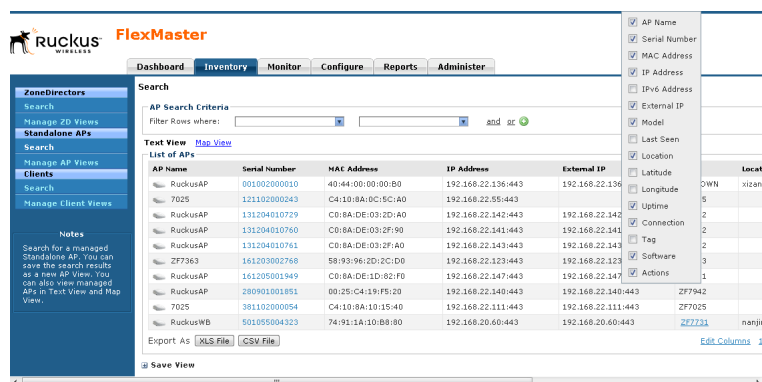 Ruckus
WIRELESS
FlexMaster
Dashboard Inventory Monitor Configure Reports Administer
ZoneDirectors
Search
Manage ZD Views
Standalone APs
Search
Manage AP Views
Clients
Search
Manage Client Views
Notes
Search for a managed
Standalone AP. You can
save the search results
as a new AP View. You
can also view managed
APs in Text View and Map
View.
Search
AP Search Criteria
Filter Rows where: and or
Text View Map View
List of APs
AP Name Serial Number MAC Address IP Address External IP Locat
RuckusAP 001002000010 40:44:00:00:00:B0 192.168.22.136:443 192.168.22.136 OWN xizan
7025 121102000243 C4:10:8A:0C:5C:A0 192.168.22.55:443 5
RuckusAP 131204010729 C0:8A:DE:03:2D:A0 192.168.22.142:443 192.168.22.142 2
RuckusAP 131204010760 C0:8A:DE:03:2F:90 192.168.22.141:443 192.168.22.141 2
RuckusAP 131204010761 C0:8A:DE:03:2F:A0 192.168.22.143:443 192.168.22.143 2
ZF7363 161203002768 58:93:96:2D:2C:D0 192.168.22.123:443 192.168.22.123 3
RuckusAP 161205001949 C0:8A:DE:1D:82:F0 192.168.22.147:443 192.168.22.147 1
RuckusAP 280901001851 00:25:C4:19:F5:20 192.168.22.140:443 192.168.22.140:443 ZF7942
7025 381102000054 C4:10:8A:10:15:40 192.168.22.111:443 192.168.22.111:443 ZF7025
RuckusWB 501055004323 74:91:1A:10:B8:80 192.168.20.60:443 192.168.20.60:443 ZF7731 nanjin
Export As XLS File CSV File Edit Columns 1
Save View
AP Name
Serial Number
MAC Address
IP Address
IPv6 Address
External IP
Model
Last Seen
Location
Latitude
Longitude
Uptime
Connection
Tag
Software
Actions